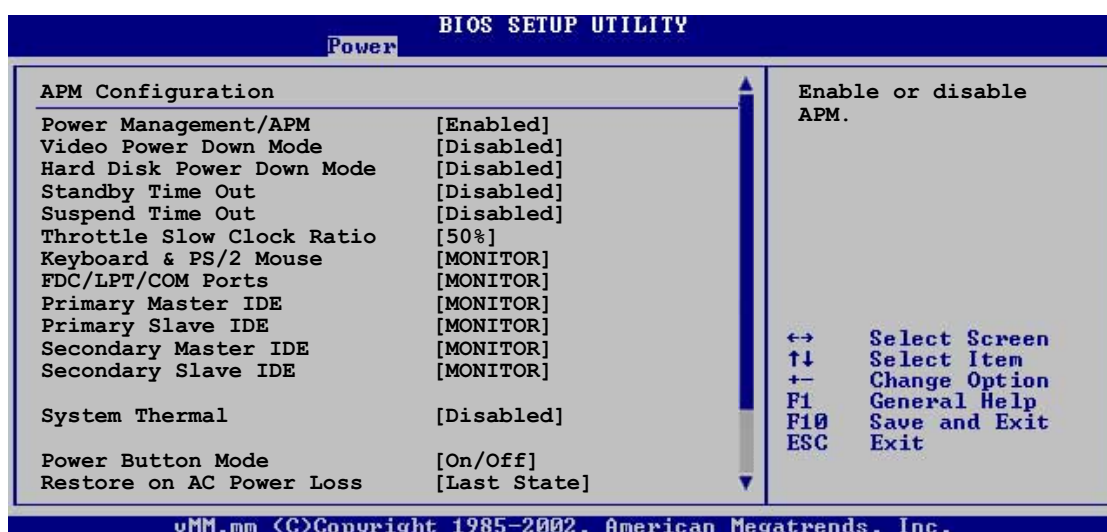 BIOS SETUP UTILITY
Power
APM Configuration
Power Management/APM [Enabled]
Video Power Down Mode [Disabled]
Hard Disk Power Down Mode [Disabled]
Standby Time Out [Disabled]
Suspend Time Out [Disabled]
Throttle Slow Clock Ratio [50%]
Keyboard & PS/2 Mouse [MONITOR]
FDC/LPT/COM Ports [MONITOR]
Primary Master IDE [MONITOR]
Primary Slave IDE [MONITOR]
Secondary Master IDE [MONITOR]
Secondary Slave IDE [MONITOR]
System Thermal [Disabled]
Power Button Mode [On/Off]
Restore on AC Power Loss [Last State]
Enable or disable
APM.
←→ Select Screen
↑↓ Select Item
+- Change Option
F1 General Help
F10 Save and Exit
ESC Exit
vMM.mm (C)Copyright 1985-2002, American Megatrends, Inc.